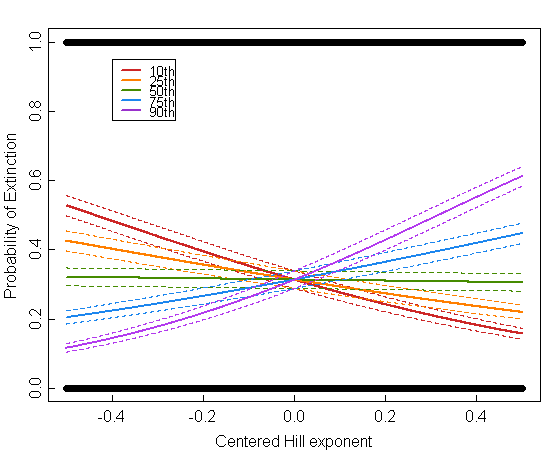 1.0
0.8
0.6
0.4
0.2
0.0
Probability of Extinction
10th
25th
50th
75th
90th
-0.4
-0.2
0.0
0.2
0.4
Centered Hill exponent